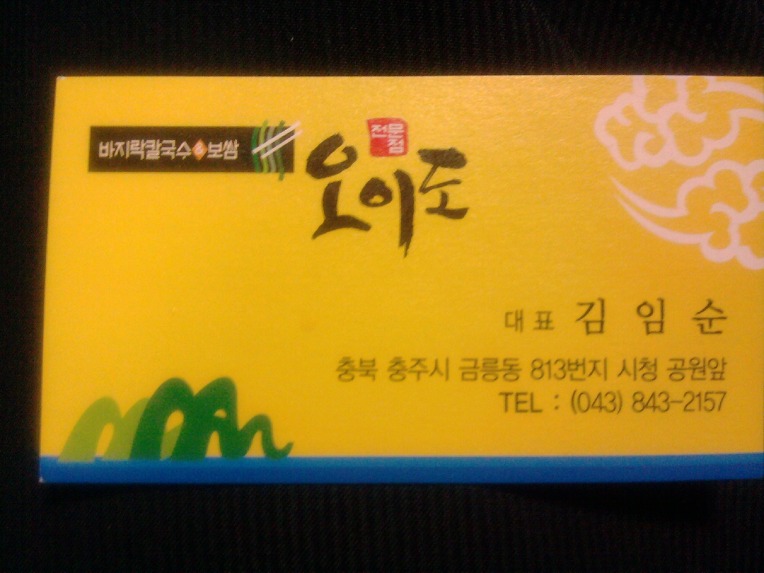 바지락칼국수&보쌈
전문점
오이도
대표 김임순
충북 충주시 금릉동 813번지 시청 공원앞
TEL : (043) 843-2157